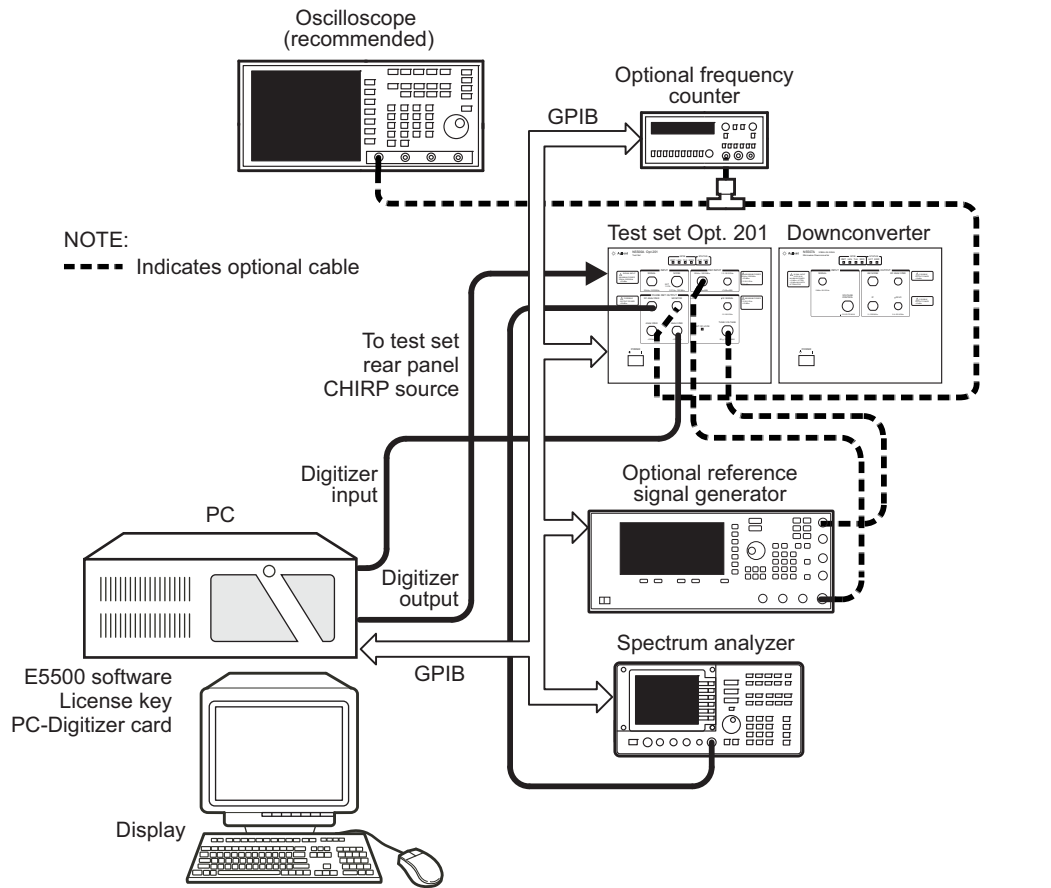 Oscilloscope
(recommended)
Optional frequency
counter
GPIB
NOTE:
Indicates optional cable
Test set Opt. 201
Downconverter
To test set
rear panel
CHIRP source
Digitizer
input
Optional reference
signal generator
PC
Digitizer
output
Spectrum analyzer
GPIB
E5500 software
License key
PC-Digitizer card
Display